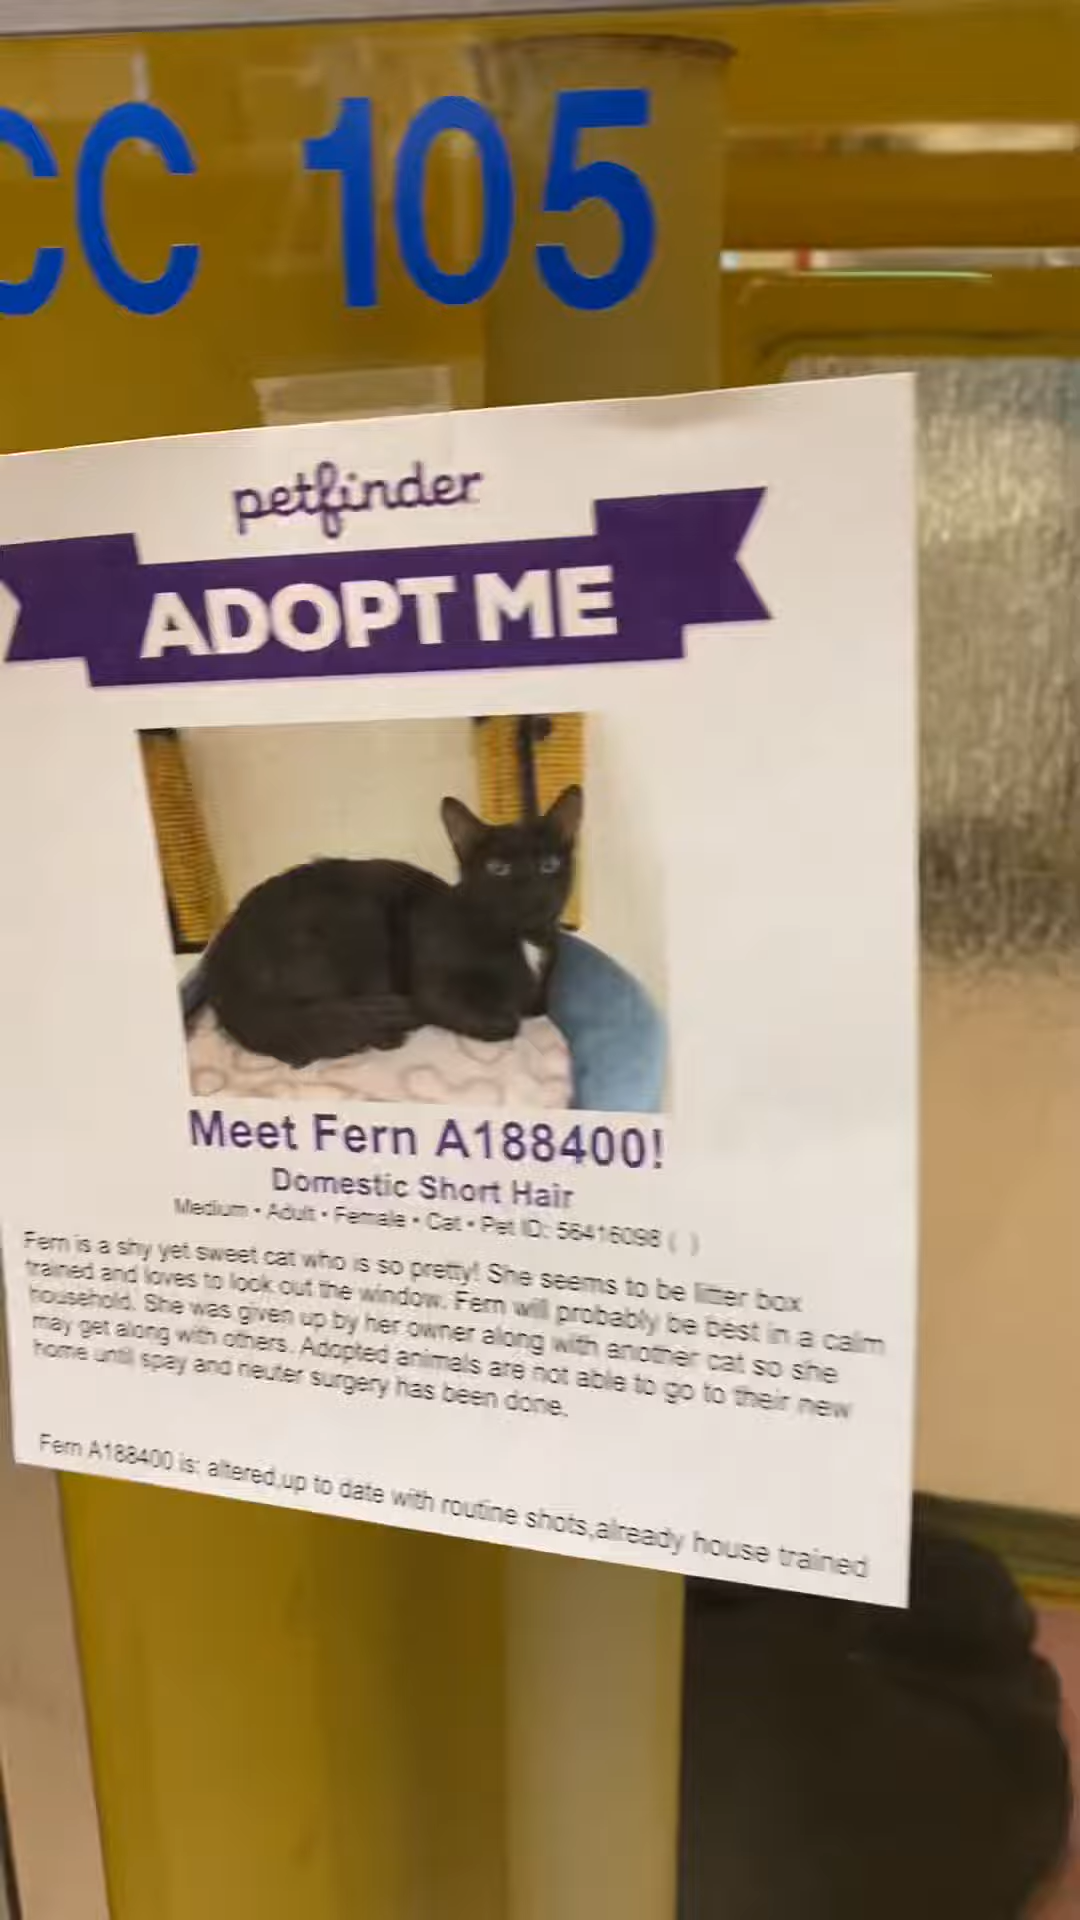 CC 105
petfinder
ADOPT ME
Meet Fern A188400!
Domestic Short Hair
Medium • Adult • Female • Cat • Pet ID: 56416098 ( )
Fern is a shy yet sweet cat who is so pretty! She seems to be litter box
trained and loves to look out the window. Fern will probably be best in a calm
household. She was given up by her owner along with another cat so she
may get along with others. Adopted animals are not able to go to their new
home until spay and neuter surgery has been done.
Fern A188400 is: altered,up to date with routine shots,already house trained